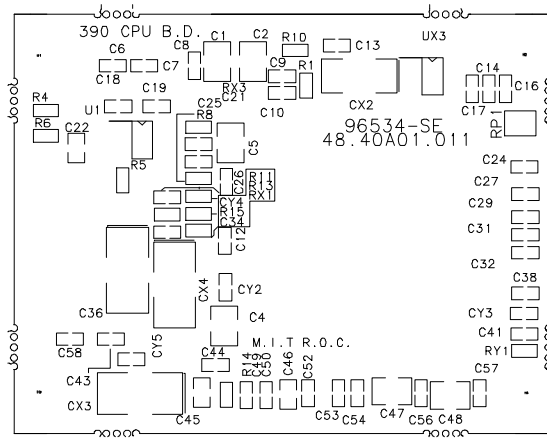 390 CPU B.D.
C6
C7
C18
C8
C1
C2
R10
C13
UX3
RX3
C21
C9
C10
R1
CX2
C14
C16
C17
RP1
R4
R6
C22
U1
C19
C25
R8
C5
R5
96534-SE
48.40A01.011
C26
R11
R13
RX1
CY4
R15
C34
C12
C24
C27
C29
C31
C32
C36
CX4
CY2
C4
C38
CY3
C41
RY1
M.I.T R.O.C.
C58
C43
CY5
CX3
C44
C45
R14
C49
C50
C46
C52
C53
C54
C47
C56
C48
C57